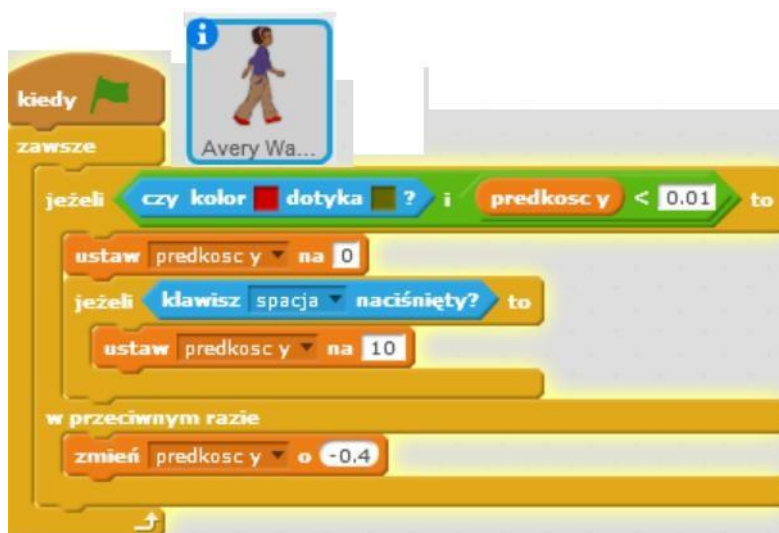 i
Avery Wa...
kiedy
zawsze
jeżeli czy kolor dotyka ? i predkosc y < 0.01 to
ustaw predkosc y na 0
jeżeli klawisz spacja naciśnięty? to
ustaw predkosc y na 10
w przeciwnym razie
zmień predkosc y o -0.4